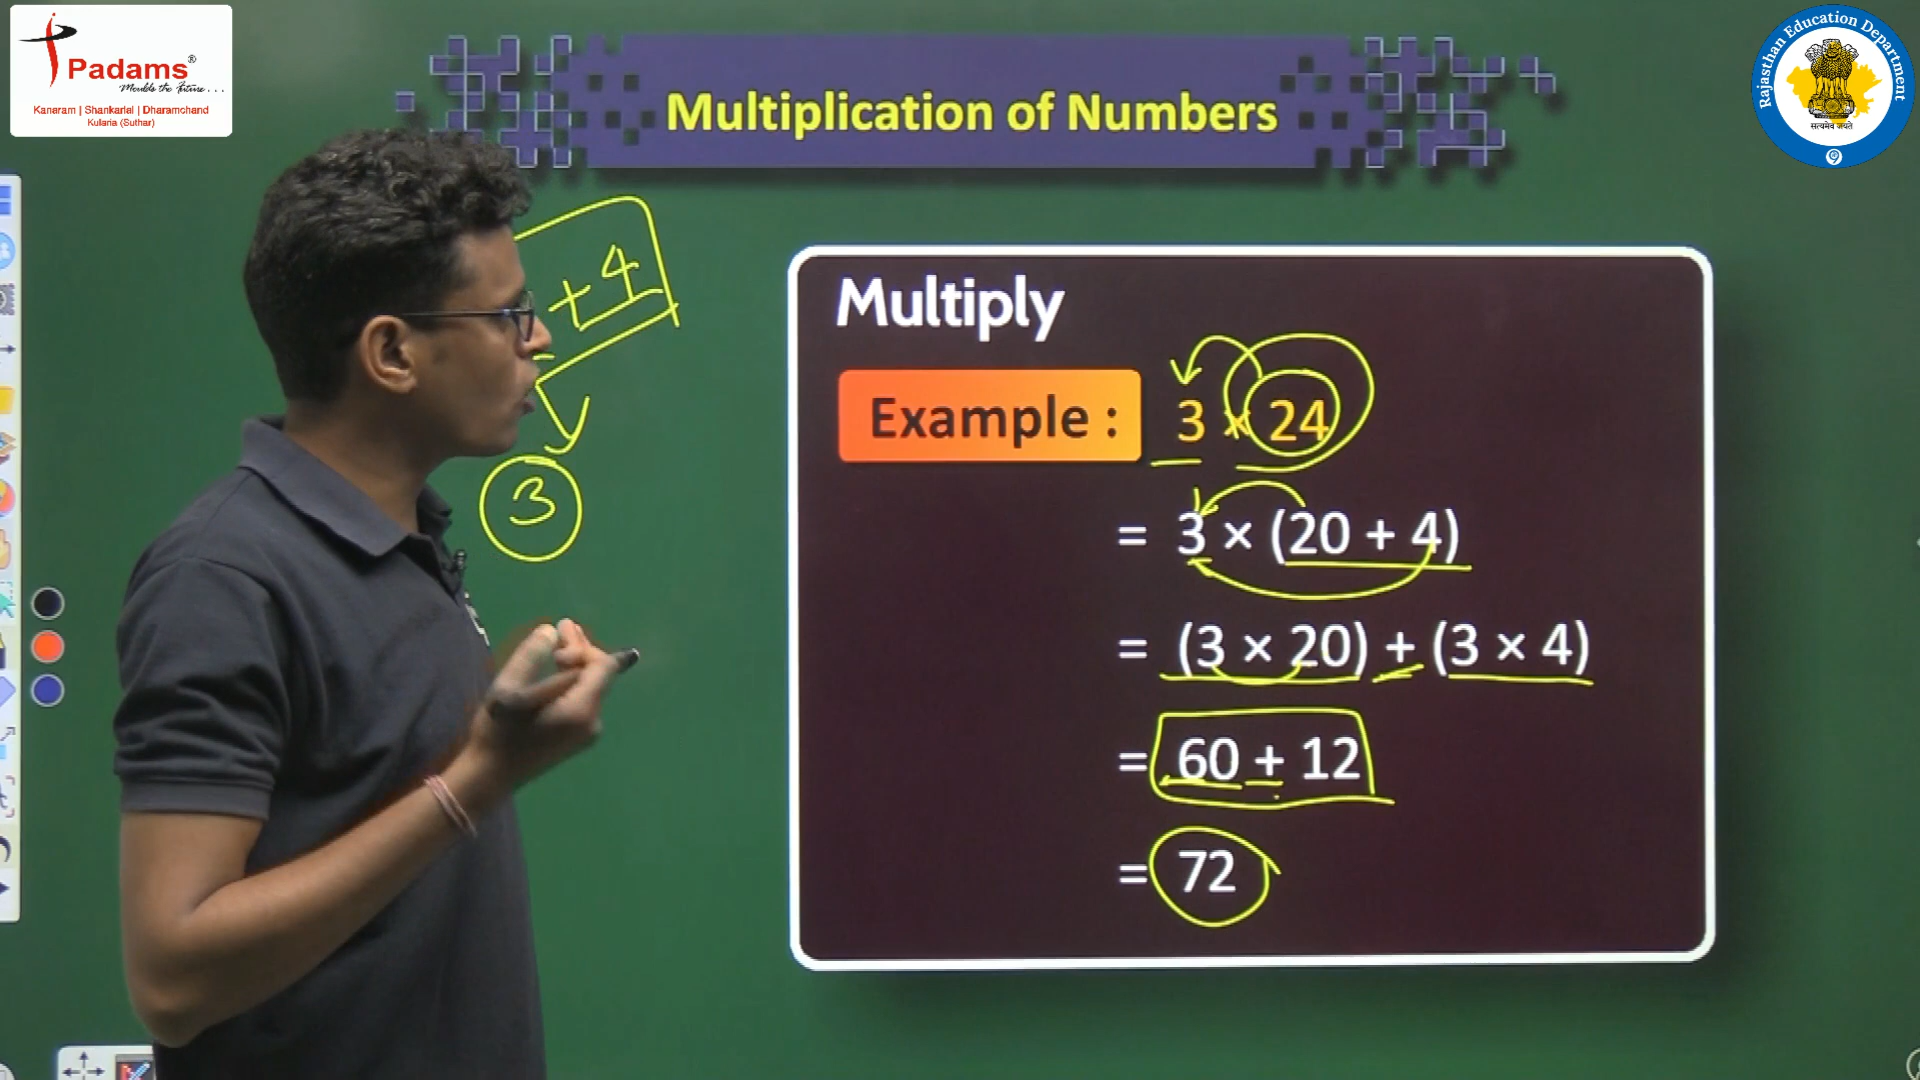 Padams®
Moulds the Future...
Kanaram | Shankarlal | Dharamchand
Kularia (Suthar)
Multiplication of Numbers
Rajasthan Education Department
सत्यमेव जयते
+4
3
Multiply
Example : 3 × 24
= 3 × (20 + 4)
= (3 × 20) + (3 × 4)
= 60 + 12
= 72